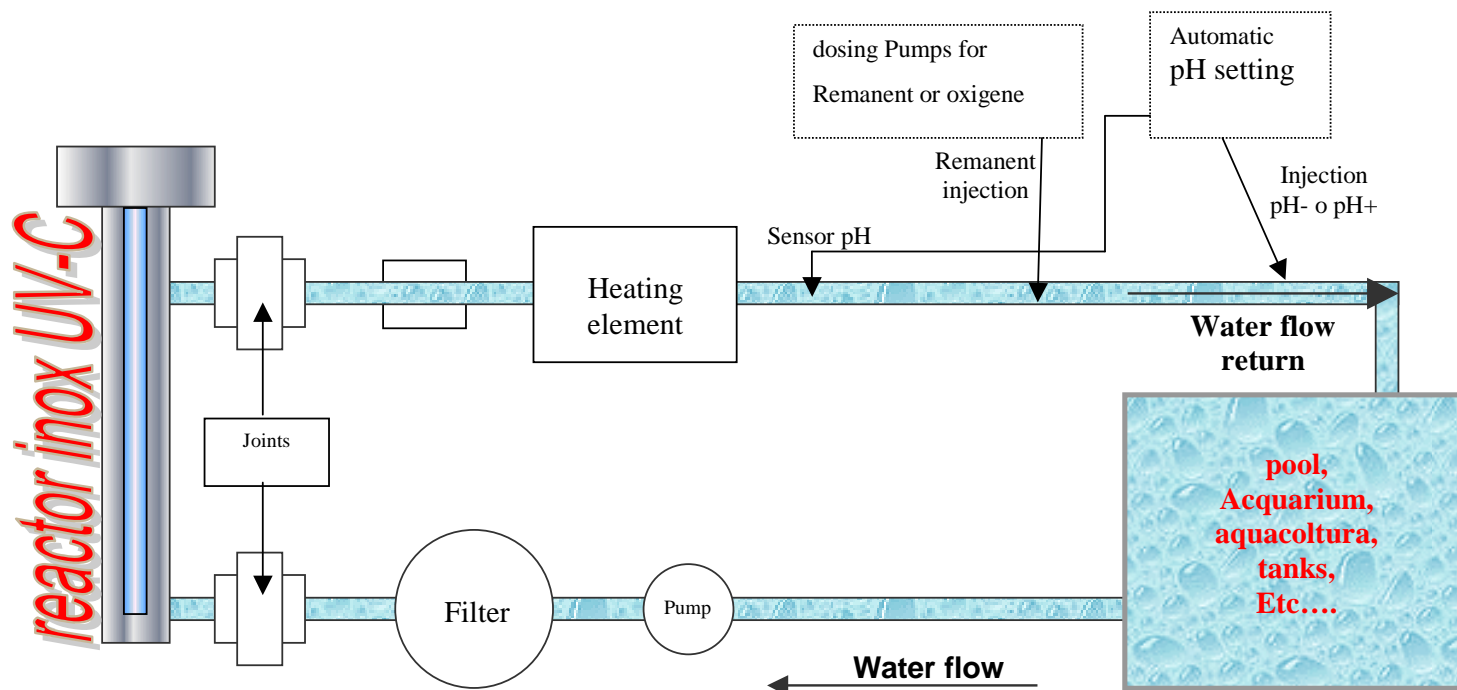 dosing Pumps for
Remanent or oxigene
Automatic
pH setting
Remanent
injection
Injection
pH- o pH+
Sensor pH
reactor inox UV-C
Heating
element
Water flow
return
Joints
pool,
Acquarium,
aquacoltura,
tanks,
Etc….
Filter
Pump
Water flow